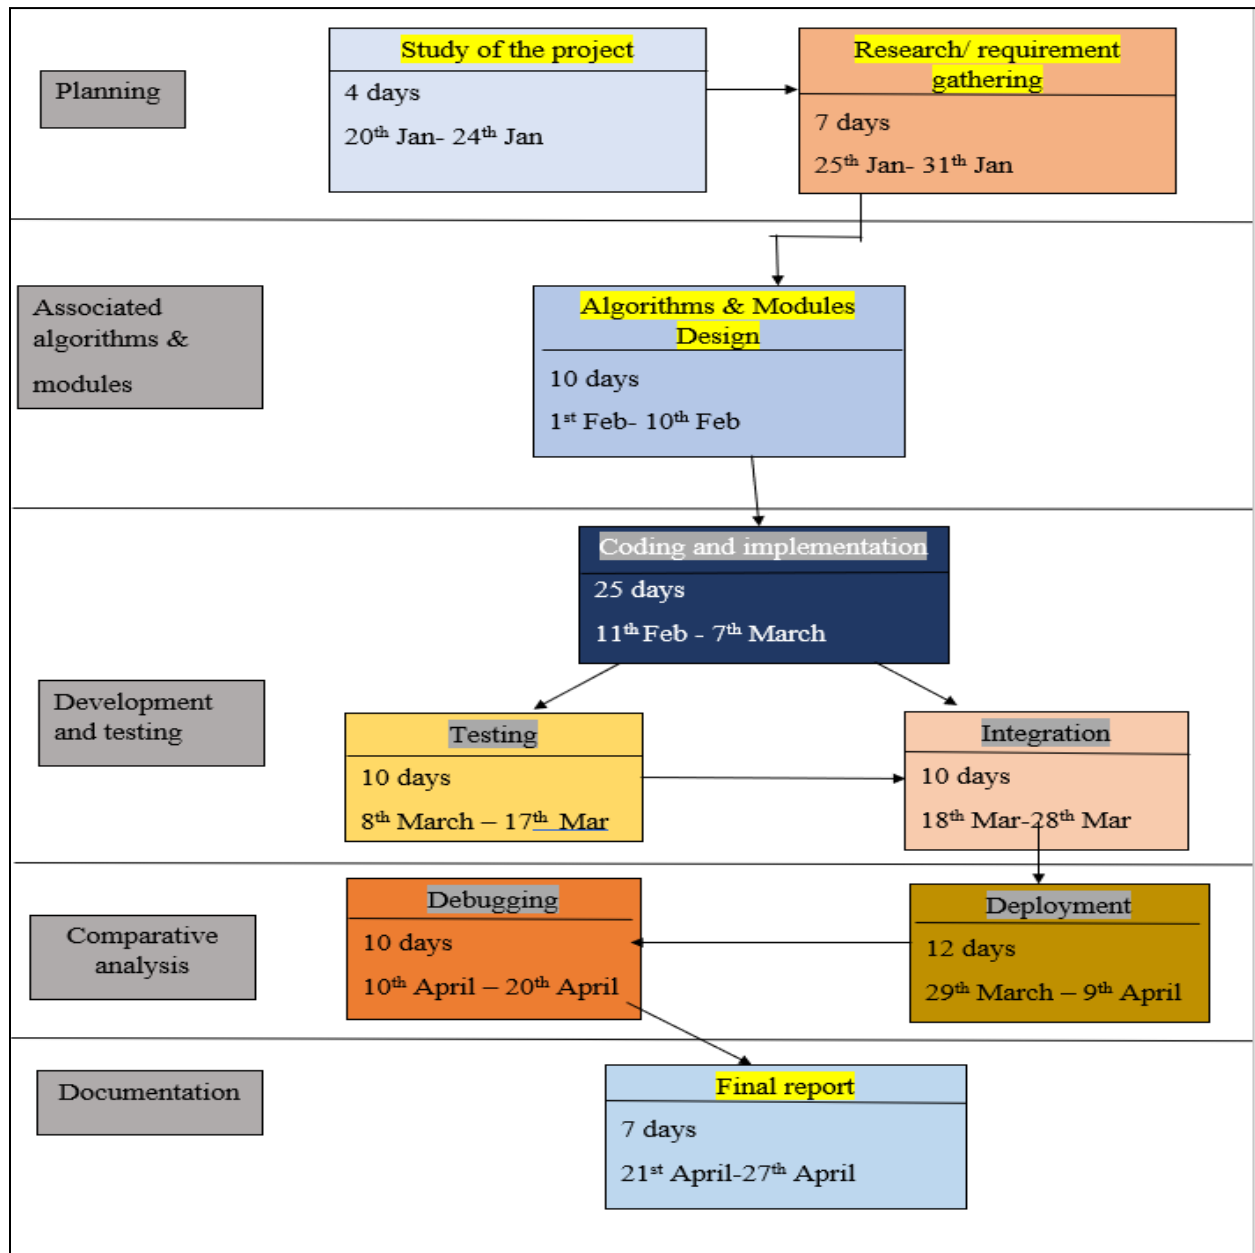 Planning
Study of the project
4 days
20th Jan- 24th Jan
Research/ requirement
gathering
7 days
25th Jan- 31th Jan
Associated
algorithms &
modules
Algorithms & Modules
Design
10 days
1st Feb- 10th Feb
Development
and testing
Coding and implementation
25 days
11th Feb - 7th March
Testing
10 days
8th March – 17th Mar
Integration
10 days
18th Mar-28th Mar
Comparative
analysis
Debugging
10 days
10th April – 20th April
Deployment
12 days
29th March – 9th April
Documentation
Final report
7 days
21st April-27th April